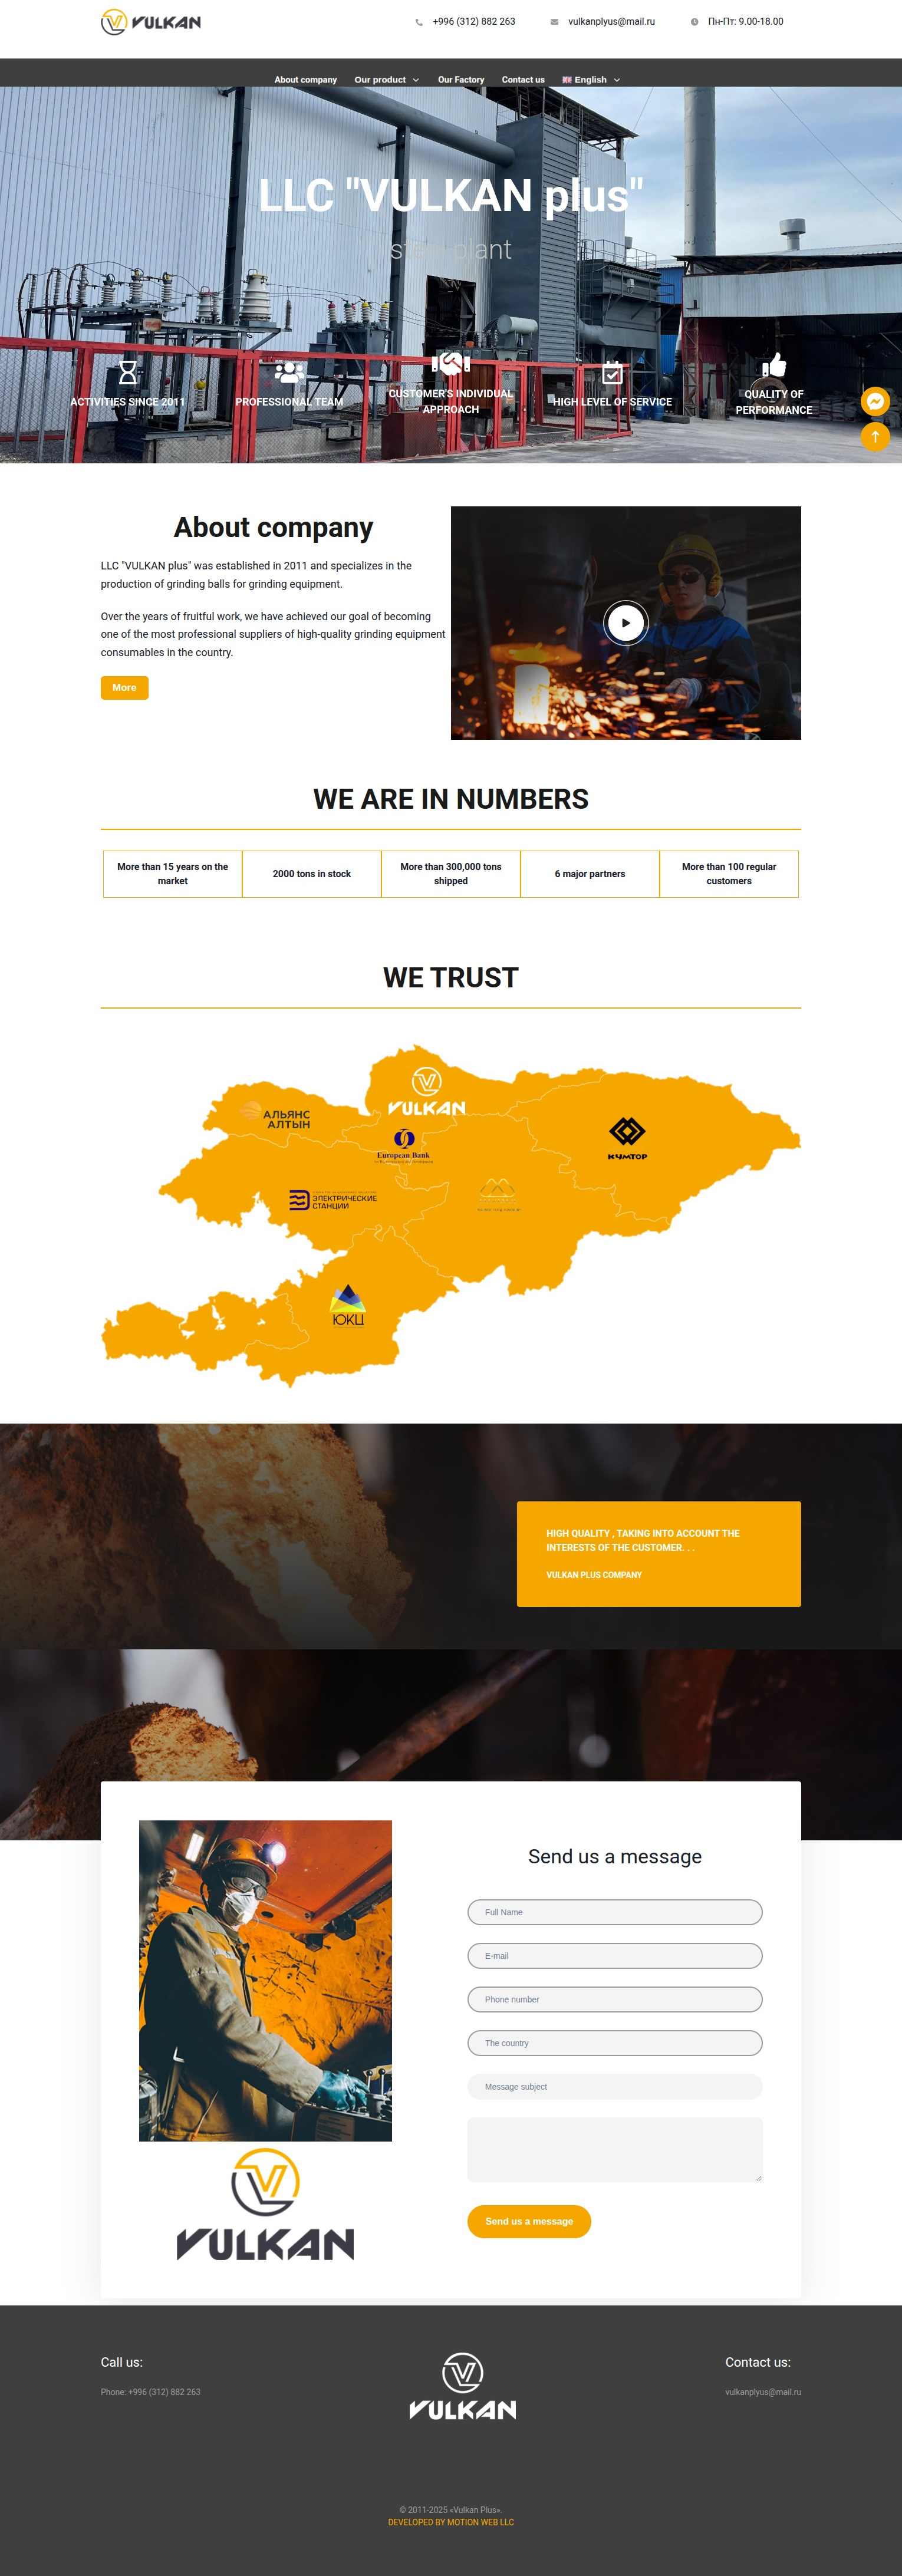 VULKAN
+996 (312) 882 263
vulkanplyus@mail.ru
Пн-Пт: 9.00-18.00
About company
Our product
Our Factory
Contact us
English
LLC "VULKAN plus"
steel plant
ACTIVITIES SINCE 2011
PROFESSIONAL TEAM
CUSTOMER'S INDIVIDUAL
APPROACH
HIGH LEVEL OF SERVICE
QUALITY OF
PERFORMANCE
About company
LLC "VULKAN plus" was established in 2011 and specializes in the
production of grinding balls for grinding equipment.
Over the years of fruitful work, we have achieved our goal of becoming
one of the most professional suppliers of high-quality grinding equipment
consumables in the country.
More
WE ARE IN NUMBERS
More than 15 years on the
market
2000 tons in stock
More than 300,000 tons
shipped
6 major partners
More than 100 regular
customers
WE TRUST
VULKAN
АЛЬЯНС
АЛТЫН
European Bank
КУМТОР
ЭЛЕКТРИЧЕСКИЕ
СТАНЦИИ
ЮКЦ
HIGH QUALITY , TAKING INTO ACCOUNT THE
INTERESTS OF THE CUSTOMER. . .
VULKAN PLUS COMPANY
Send us a message
Full Name
E-mail
Phone number
The country
Message subject
Send us a message
VULKAN
Call us:
Phone: +996 (312) 882 263
VULKAN
Contact us:
vulkanplyus@mail.ru
© 2011-2025 «Vulkan Plus».
DEVELOPED BY MOTION WEB LLC